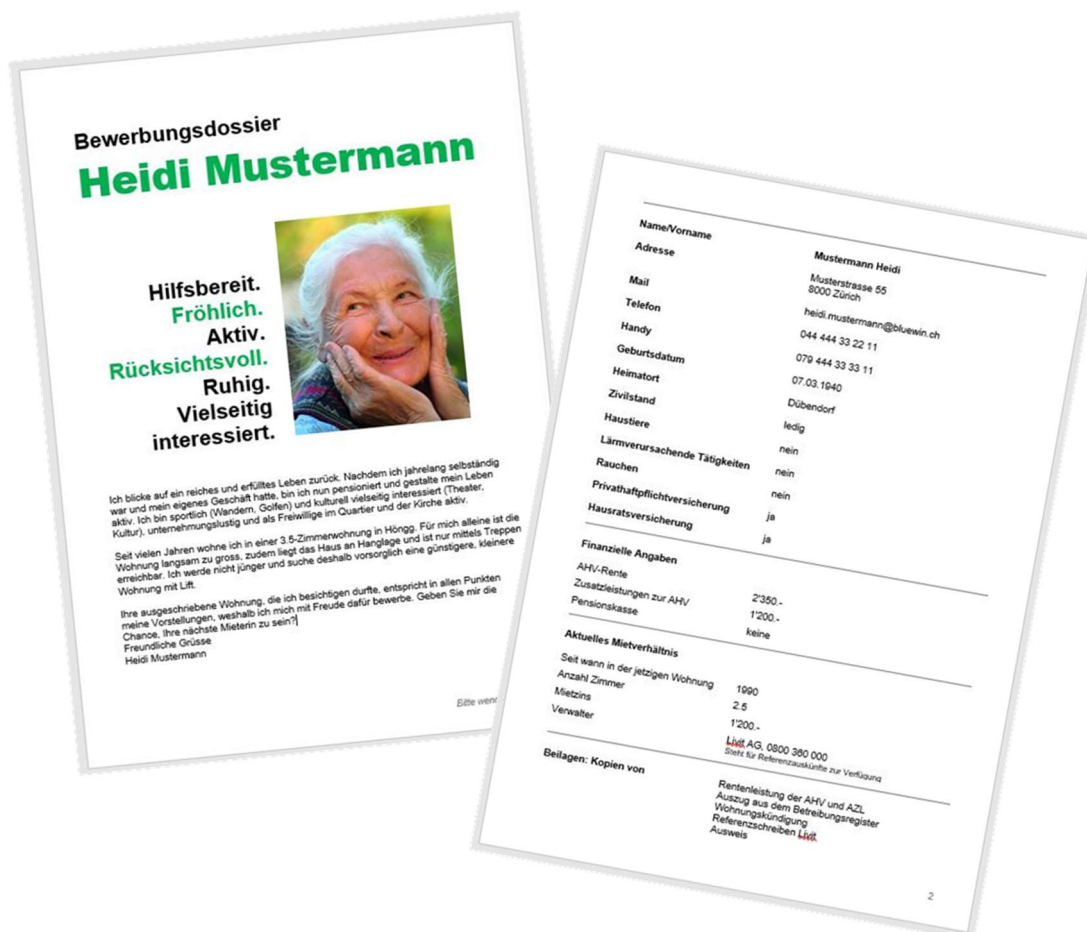 Bewerbungsdossier
Heidi Mustermann
Hilfsbereit.
Fröhlich.
Aktiv.
Rücksichtsvoll.
Ruhig.
Vielseitig
interessiert.
Ich blicke auf ein reiches und erfülltes Leben zurück. Nachdem ich jahrelang selbständig
war und mein eigenes Geschäft hatte, bin ich nun pensioniert und gestalte mein Leben
aktiv. Ich bin sportlich (Wandern, Golfen) und kulturell vielseitig interessiert (Theater,
Kultur), unternehmungslustig und als Freiwillige im Quartier und der Kirche aktiv.
Seit vielen Jahren wohne ich in einer 3.5-Zimmerwohnung in Höngg. Für mich alleine ist die
Wohnung langsam zu gross, zudem liegt das Haus an Hanglage und ist nur mittels Treppen
erreichbar. Ich werde nicht jünger und suche deshalb vorsorglich eine günstigere, kleinere
Wohnung mit Lift.
Ihre ausgeschriebene Wohnung, die ich besichtigen durfte, entspricht in allen Punkten
meine Vorstellungen, weshalb ich mich mit Freude dafür bewerbe. Geben Sie mir die
Chance, Ihre nächste Mieterin zu sein?
Freundliche Grüsse
Heidi Mustermann
Bitte wend
Name/Vorname Mustermann Heidi
Adresse Musterstrasse 55
8000 Zürich
Mail heidi.mustermann@bluewin.ch
Telefon 044 444 33 22 11
Handy 079 444 33 33 11
Geburtsdatum 07.03.1940
Heimatort Dübendorf
Zivilstand ledig
Haustiere nein
Lärmverursachende Tätigkeiten nein
Rauchen nein
Privathaftpflichtversicherung ja
Hausratsversicherung ja
Finanzielle Angaben
AHV-Rente 2'350.-
Zusatzleistungen zur AHV 1'200.-
Pensionskasse keine
Aktuelles Mietverhältnis
Seit wann in der jetzigen Wohnung 1990
Anzahl Zimmer 2.5
Mietzins 1'200.-
Verwalter Livit AG, 0800 360 000
Steht für Referenzauskünfte zur Verfügung
Beilagen: Kopien von Rentenleistung der AHV und AZL
Auszug aus dem Betreibungsregister
Wohnungskündigung
Referenzschreiben Livit
Ausweis
2